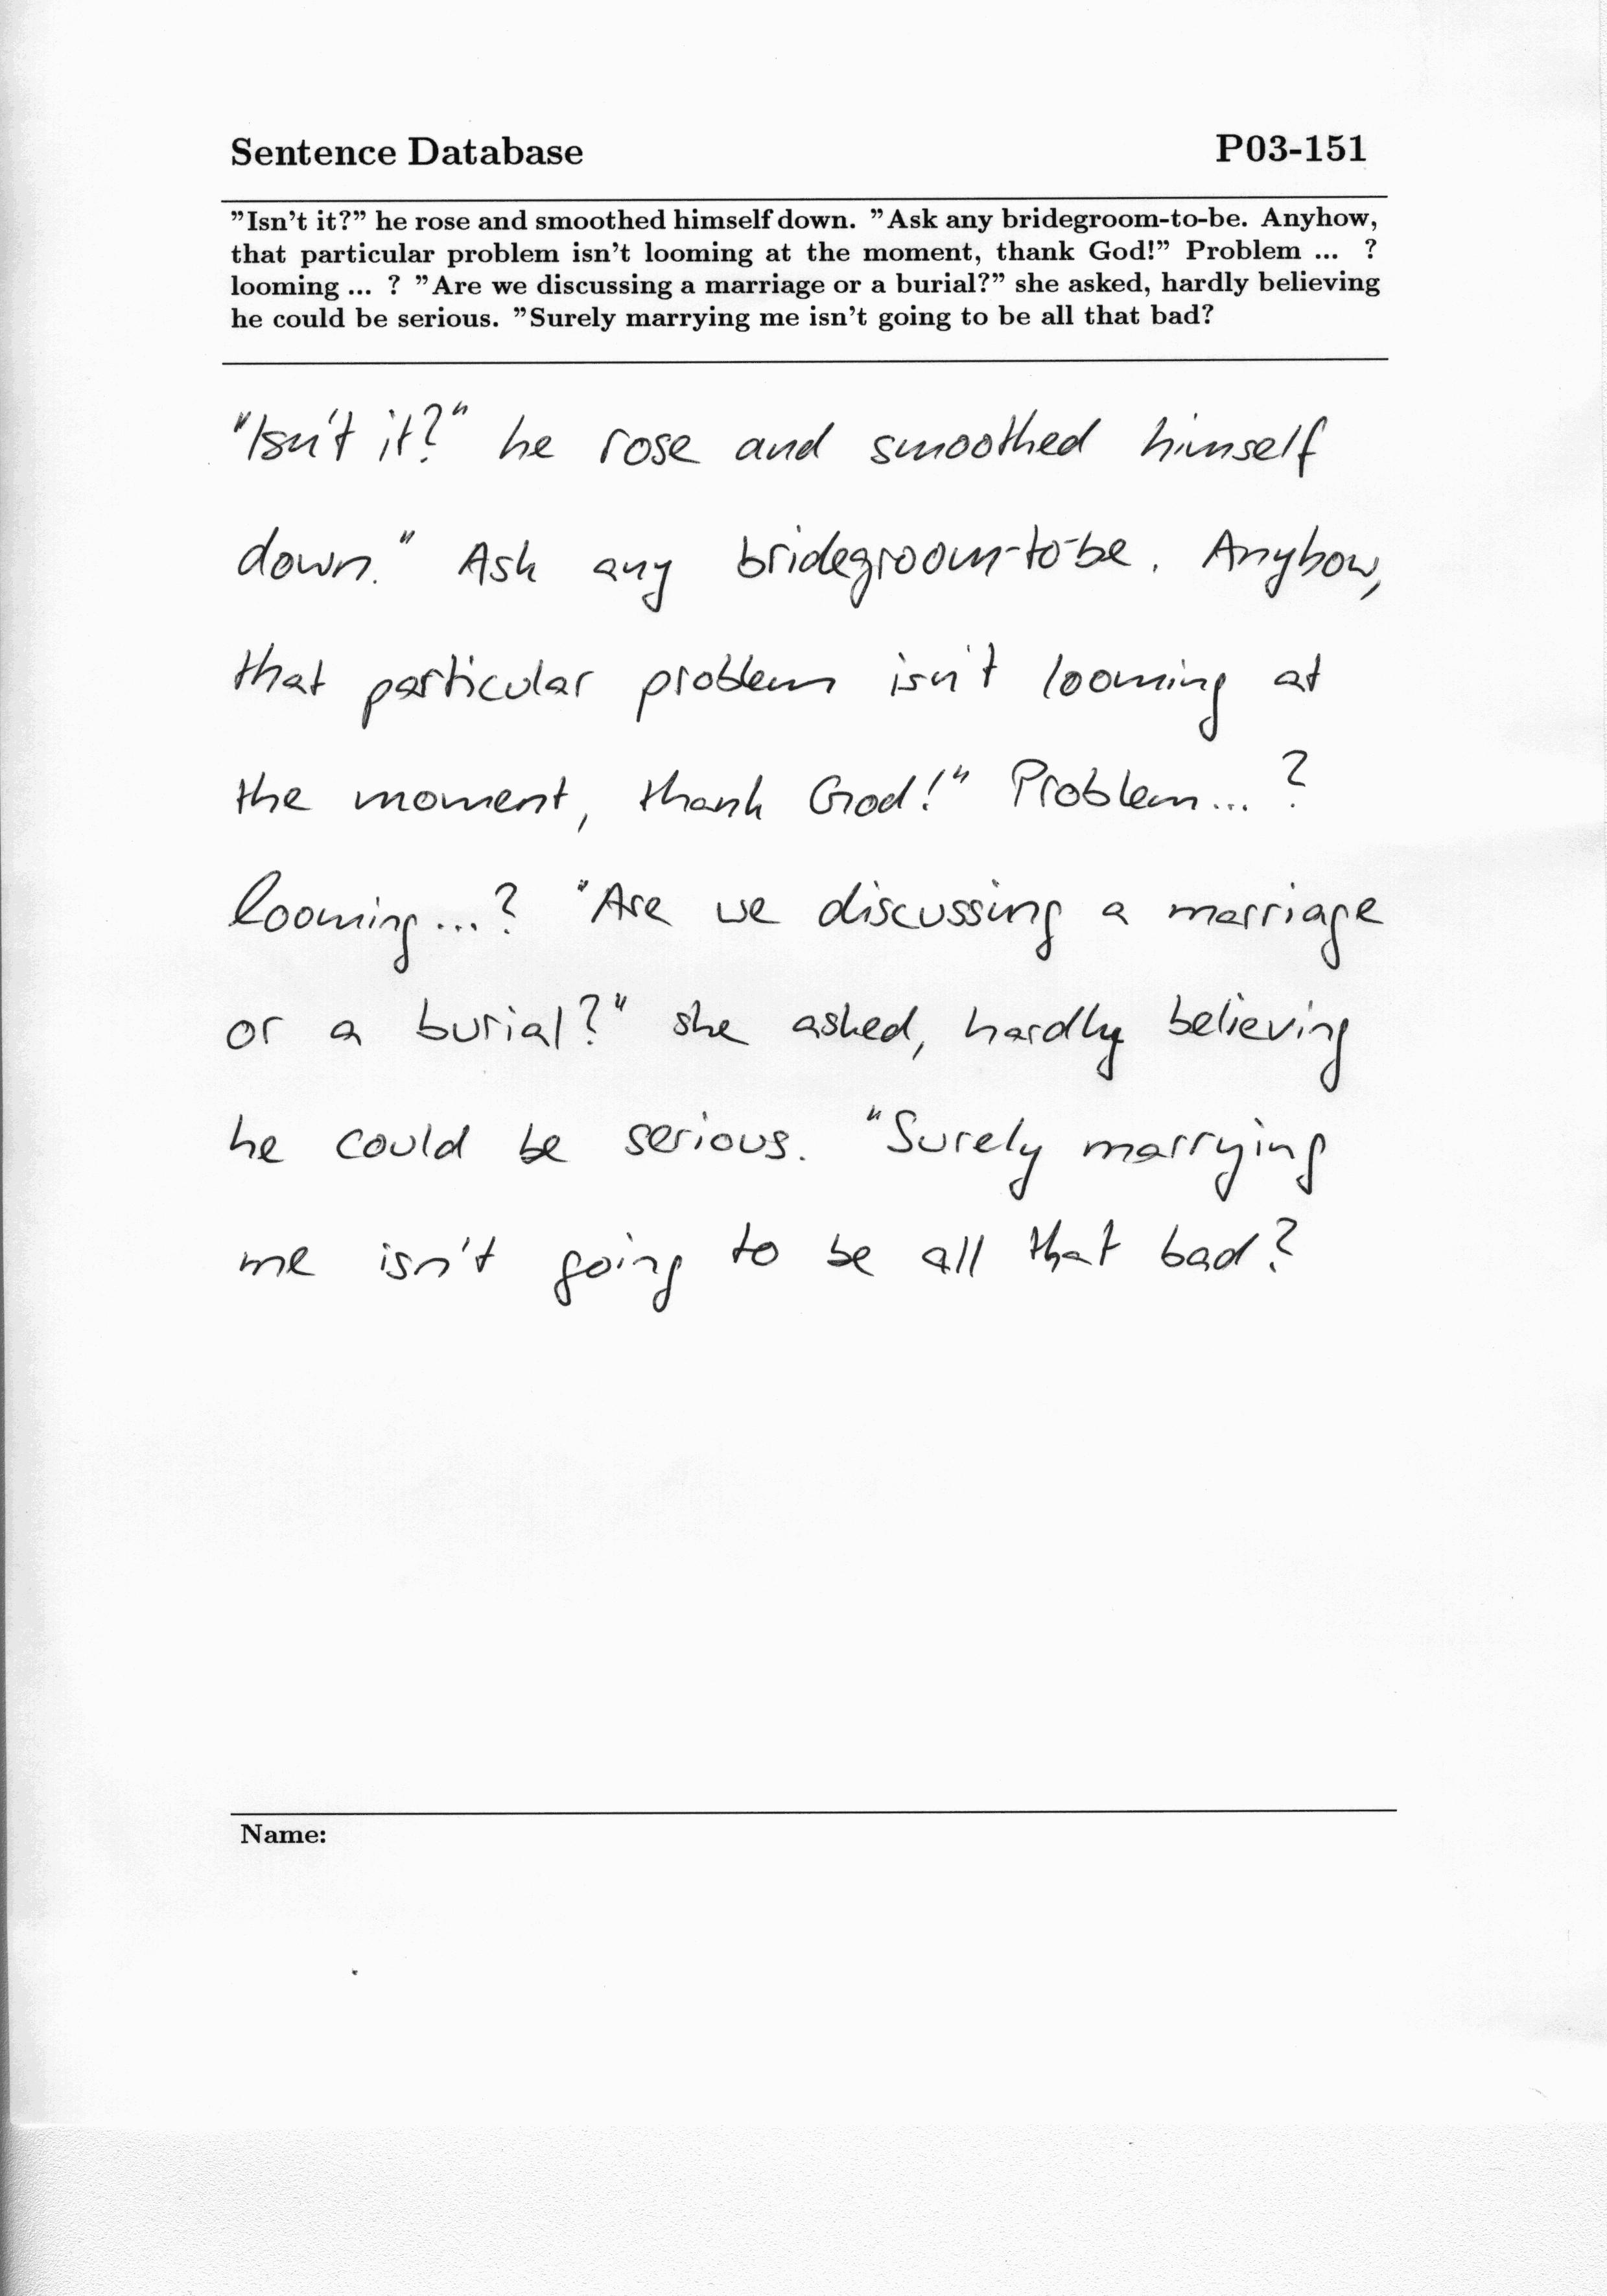 Sentence Database P03-151
"Isn't it?" he rose and smoothed himself down. "Ask any bridegroom-to-be. Anyhow,
that particular problem isn't looming at the moment, thank God!" Problem ... ?
looming ... ? "Are we discussing a marriage or a burial?" she asked, hardly believing
he could be serious. "Surely marrying me isn't going to be all that bad?
"Isn't it?" he rose and smoothed himself
down." Ask any bridegroom-to-be. Anyhow,
that particular problem isn't looming at
the moment, thank God!" Problem... ?
looming...? "Are we discussing a marriage
or a burial?" she asked, hardly believing
he could be serious. "Surely marrying
me isn't going to be all that bad?
Name: